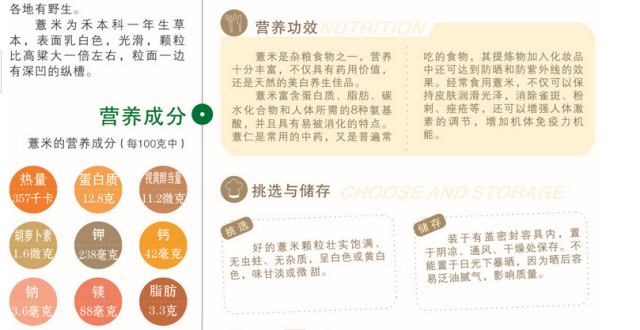 各地有野生。
薏米为禾本科一年生草
本，表面乳白色，光滑，颗粒
比高粱大一倍左右，粒面一边
有深凹的纵槽。
营养成分
薏米的营养成分（每100克中）
热量
357千卡
蛋白质
12.8克
视黄醇当量
11.2微克
胡萝卜素
1.6微克
钾
238毫克
钙
42毫克
钠
3.6毫克
镁
88毫克
脂肪
3.3克
营养功效 NUTRITION
薏米是杂粮食物之一，营养
十分丰富，不仅具有药用价值，
还是天然的美白养生佳品。
薏米富含蛋白质、脂肪、碳
水化合物和人体所需的8种氨基
酸，并且具有易被消化的特点。
薏仁是常用的中药，又是普遍常
吃的食物，其提炼物加入化妆品
中还可达到防晒和防紫外线的效
果。经常食用薏米，不仅可以保
持皮肤润滑光泽，消除雀斑、粉
刺、痤疮等，还可以增强人体激
素的调节，增加机体免疫力机
能。
挑选与储存 CHOOSE AND STORAGE
挑选
好的薏米颗粒壮实饱满、
无虫蛀、无杂质，呈白色或黄白
色，味甘淡或微甜。
储存
装于有盖密封容具内，置
于阴凉、通风、干燥处保存。不
能置于日光下暴晒，因为晒后容
易泛油腻气，影响质量。